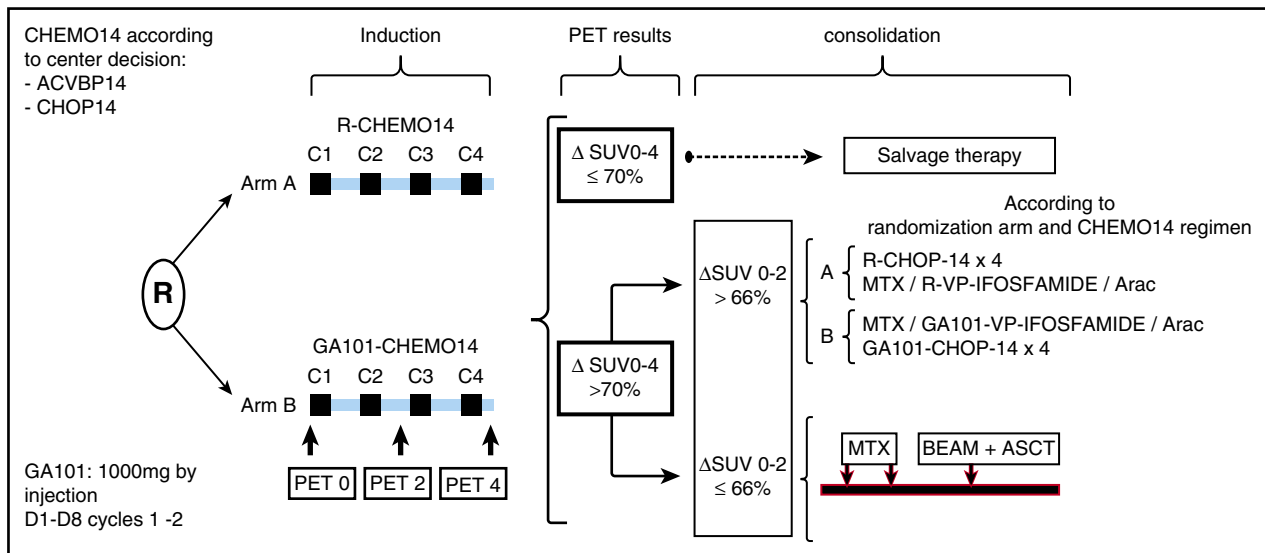 CHEMO14 according
to center decision:
- ACVBP14
- CHOP14
Induction
PET results
consolidation
R-CHEMO14
C1 C2 C3 C4
Arm A
R
GA101-CHEMO14
C1 C2 C3 C4
Arm B
PET 0 PET 2 PET 4
GA101: 1000mg by
injection
D1-D8 cycles 1 -2
Δ SUV0-4
≤ 70%
Salvage therapy
According to
randomization arm and CHEMO14 regimen
Δ SUV0-4
>70%
ΔSUV 0-2
> 66%
A
R-CHOP-14 x 4
MTX / R-VP-IFOSFAMIDE / Arac
B
MTX / GA101-VP-IFOSFAMIDE / Arac
GA101-CHOP-14 x 4
ΔSUV 0-2
≤ 66%
MTX
BEAM + ASCT